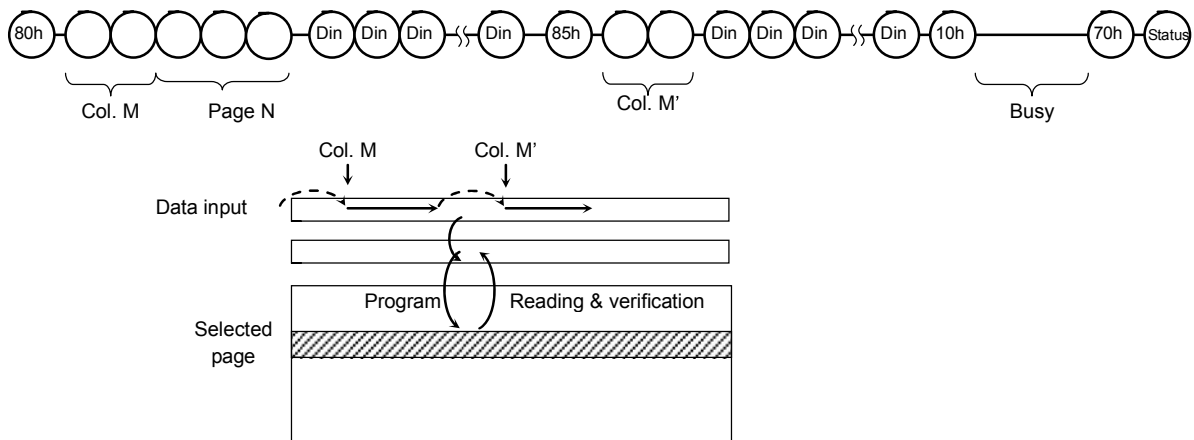 80h Din Din Din Din 85h Din Din Din Din 10h 70h Status
Col. M Page N Col. M’ Busy
Col. M Col. M’
Data input
Program Reading & verification
Selected
page